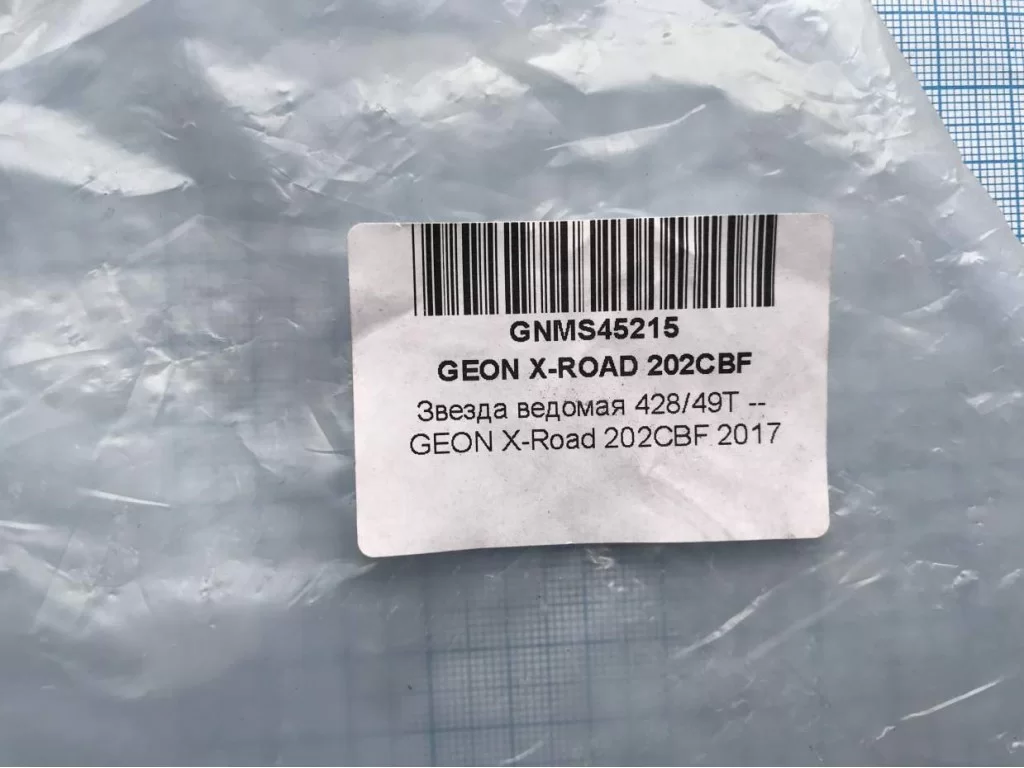 GNMS45215
GEON X-ROAD 202CBF
Звезда ведомая 428/49T --
GEON X-Road 202CBF 2017